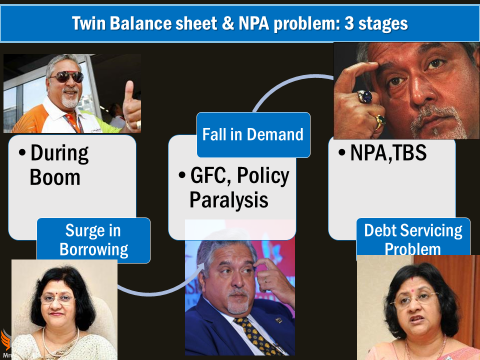 Twin Balance sheet & NPA problem: 3 stages
• During
Boom
Surge in
Borrowing
Fall in Demand
• GFC, Policy
Paralysis
• NPA,TBS
Debt Servicing
Problem